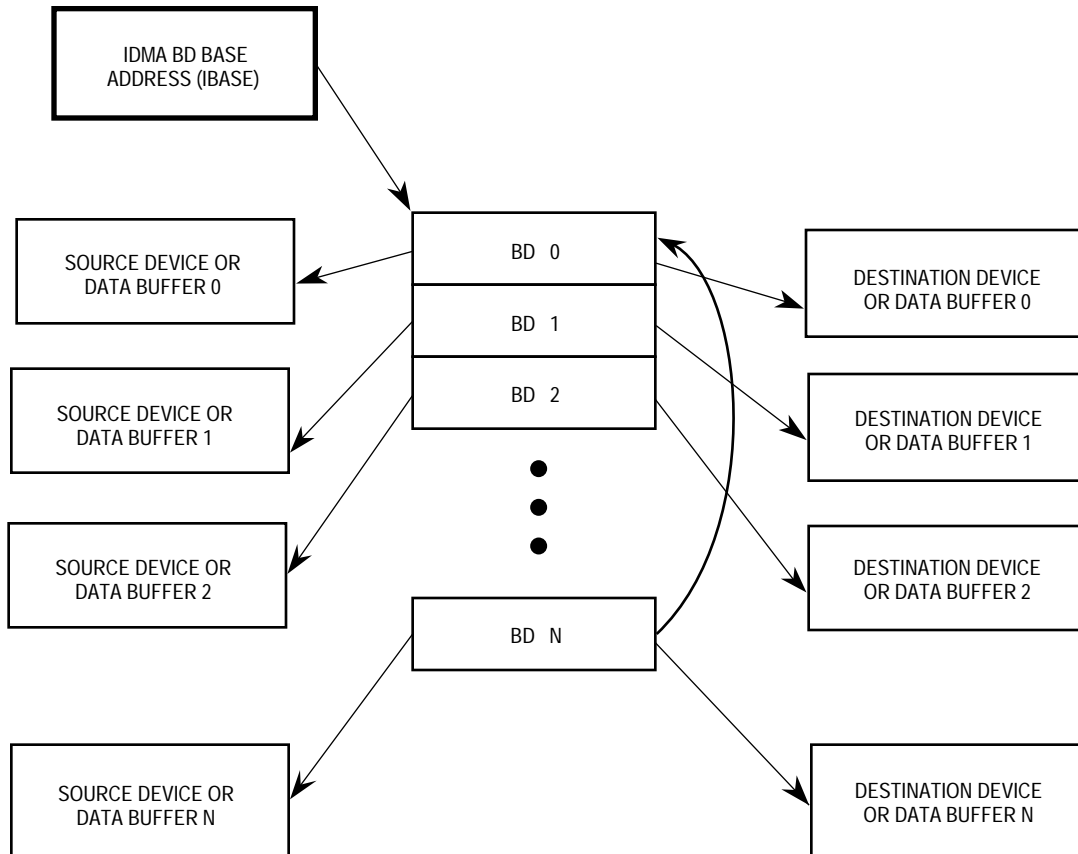 IDMA BD BASE
ADDRESS (IBASE)
SOURCE DEVICE OR
DATA BUFFER 0
BD 0
DESTINATION DEVICE
OR DATA BUFFER 0
BD 1
SOURCE DEVICE OR
DATA BUFFER 1
BD 2
DESTINATION DEVICE
OR DATA BUFFER 1
SOURCE DEVICE OR
DATA BUFFER 2
DESTINATION DEVICE
OR DATA BUFFER 2
BD N
SOURCE DEVICE OR
DATA BUFFER N
DESTINATION DEVICE
OR DATA BUFFER N